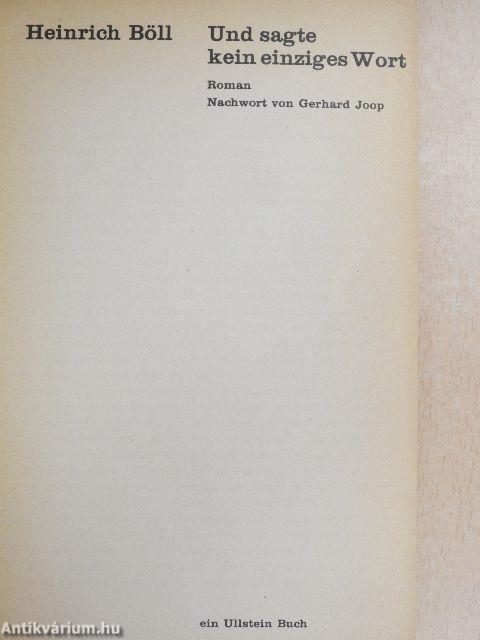 Heinrich Böll
Und sagte
kein einziges Wort
Roman
Nachwort von Gerhard Joop
ein Ullstein Buch
Antikvárium.hu